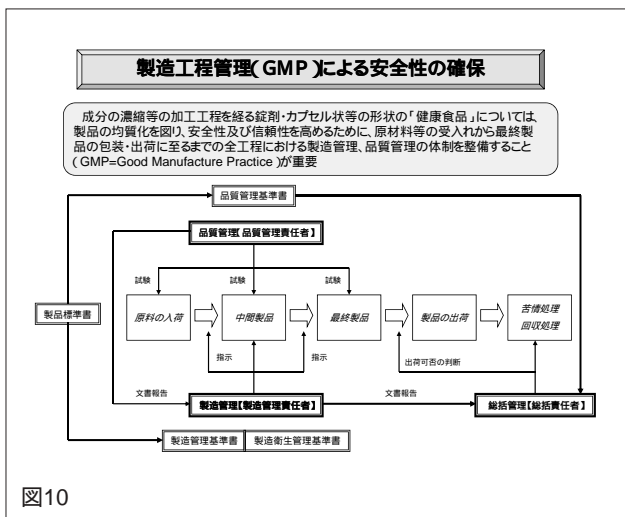 製造工程管理(GMP)による安全性の確保
成分の濃縮等の加工工程を経る錠剤・カプセル状等の形状の「健康食品」については、
製品の均質化を図り、安全性及び信頼性を高めるために、原材料等の受入れから最終製
品の包装・出荷に至るまでの全工程における製造管理、品質管理の体制を整備すること
(GMP=Good Manufacture Practice)が重要
品質管理基準書
品質管理【品質管理責任者】
試験
試験
試験
製品標準書
原料の入荷
中間製品
最終製品
製品の出荷
苦情処理
回収処理
指示
指示
出荷可否の判断
文書報告
文書報告
製造管理【製造管理責任者】
総括管理【総括責任者】
製造管理基準書
製造衛生管理基準書
図10